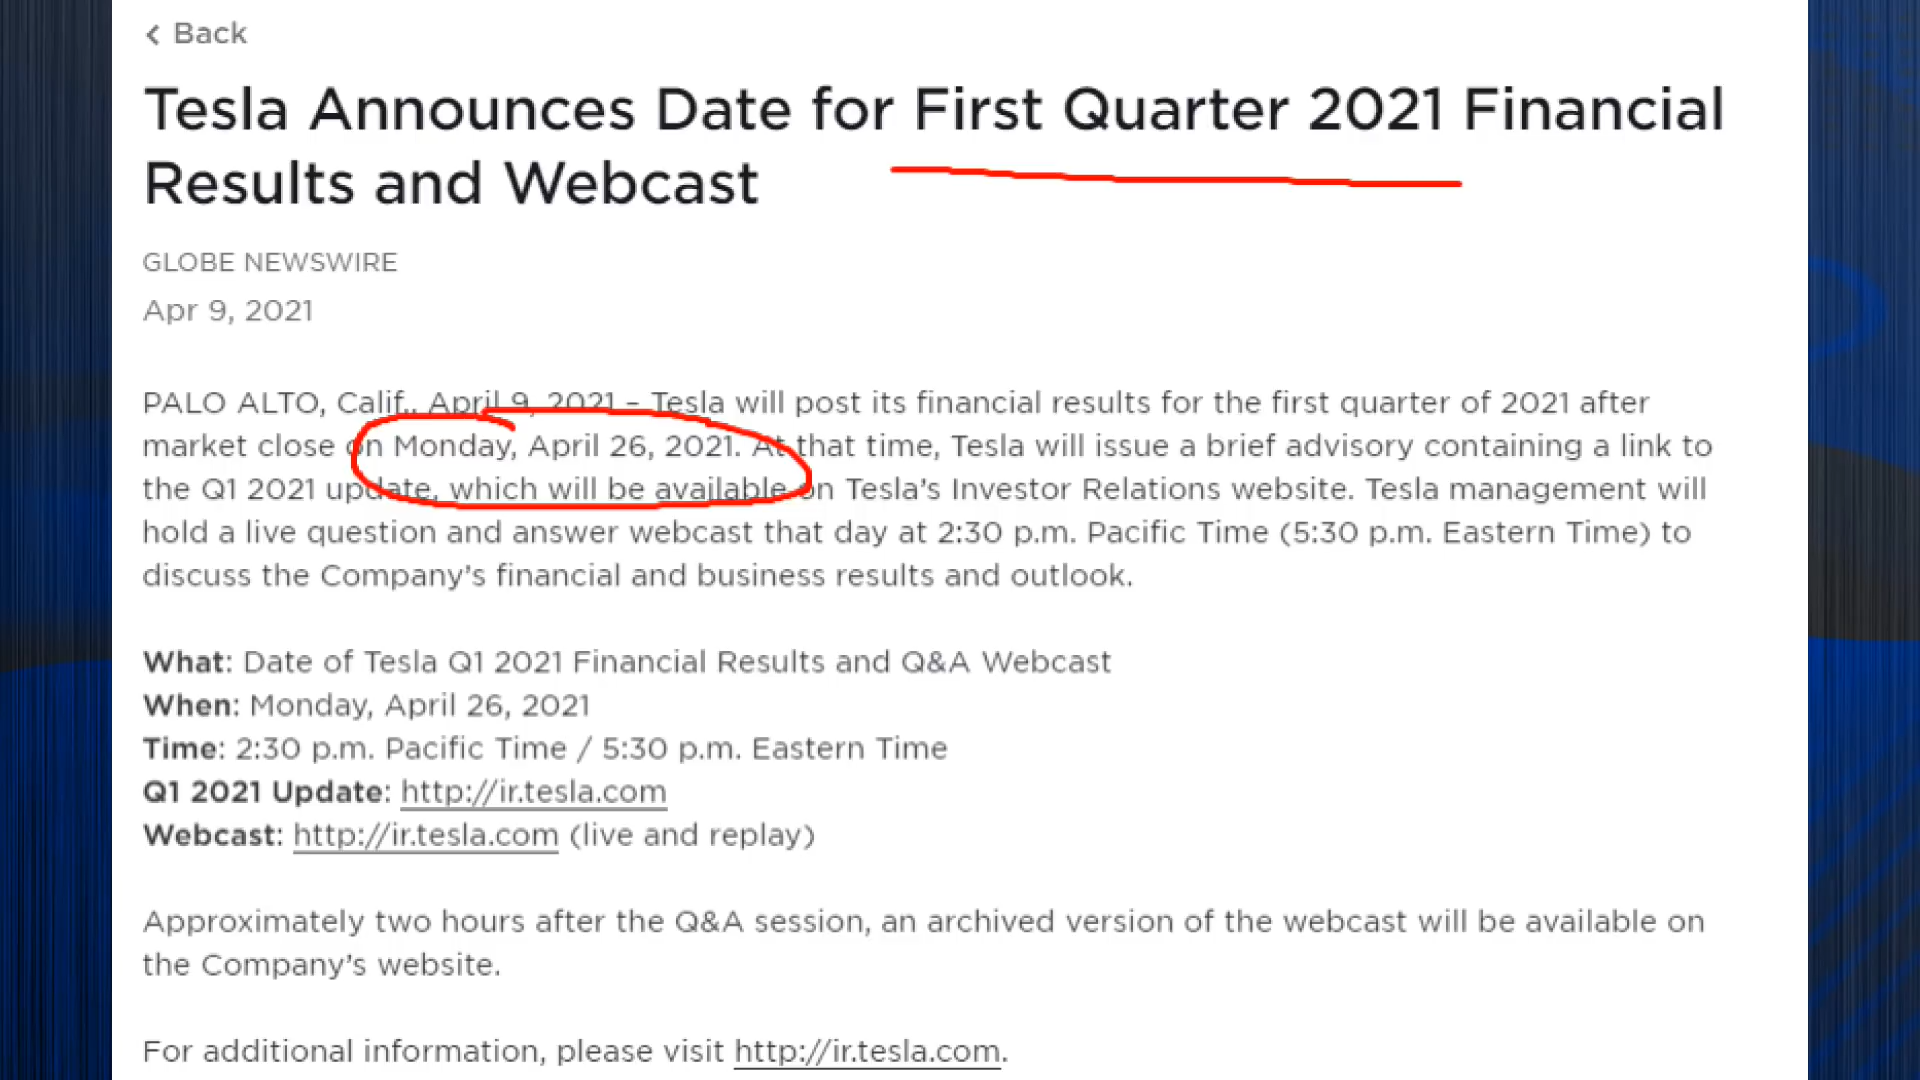 Back
Tesla Announces Date for First Quarter 2021 Financial
Results and Webcast
GLOBE NEWSWIRE
Apr 9, 2021
PALO ALTO, Calif., April 9, 2021 – Tesla will post its financial results for the first quarter of 2021 after
market close on Monday, April 26, 2021. At that time, Tesla will issue a brief advisory containing a link to
the Q1 2021 update, which will be available on Tesla’s Investor Relations website. Tesla management will
hold a live question and answer webcast that day at 2:30 p.m. Pacific Time (5:30 p.m. Eastern Time) to
discuss the Company’s financial and business results and outlook.
What: Date of Tesla Q1 2021 Financial Results and Q&A Webcast
When: Monday, April 26, 2021
Time: 2:30 p.m. Pacific Time / 5:30 p.m. Eastern Time
Q1 2021 Update: http://ir.tesla.com
Webcast: http://ir.tesla.com (live and replay)
Approximately two hours after the Q&A session, an archived version of the webcast will be available on
the Company’s website.
For additional information, please visit http://ir.tesla.com.